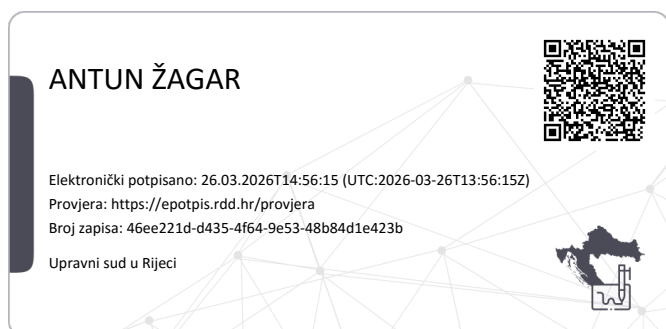 ANTUN ŽAGAR
Elektronički potpisano: 26.03.2026T14:56:15 (UTC:2026-03-26T13:56:15Z)
Provjera: https://epotpis.rdd.hr/provjera
Broj zapisa: 46ee221d-d435-4f64-9e53-48b84d1e423b
Upravni sud u Rijeci